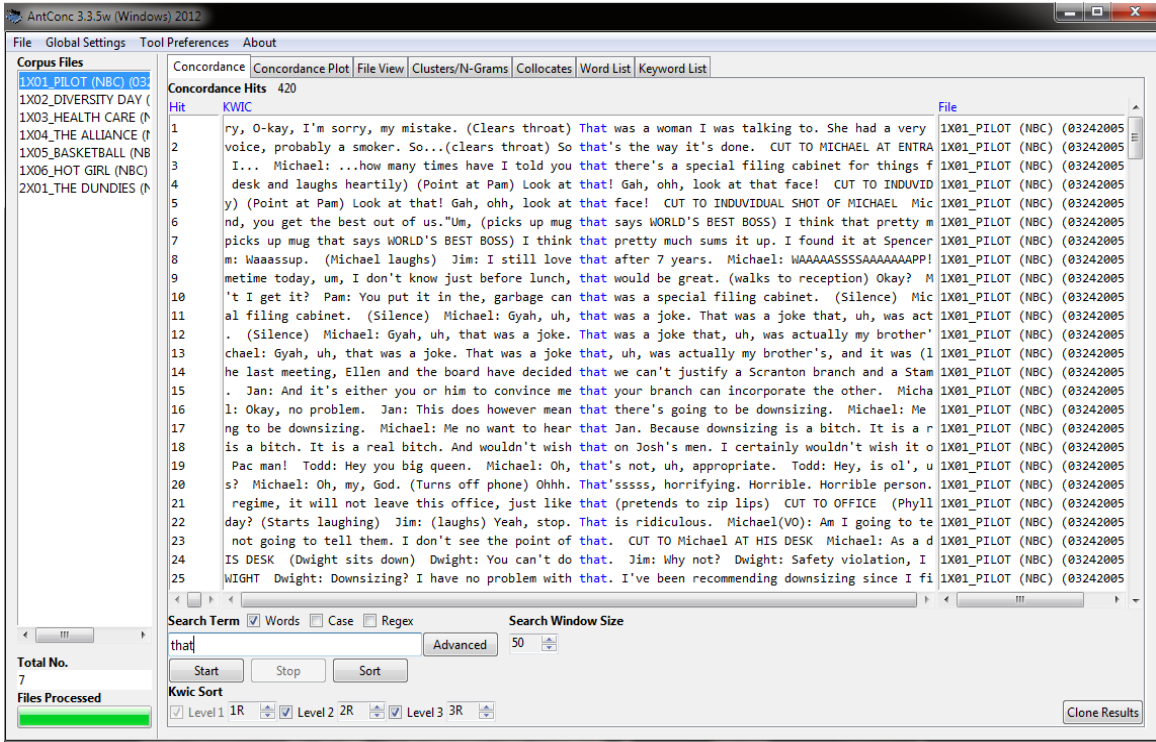 AntConc 3.3.5w (Windows) 2012
File Global Settings Tool Preferences About
Corpus Files
1X01_PILOT (NBC) (032
1X02_DIVERSITY DAY (
1X03_HEALTH CARE (N
1X04_THE ALLIANCE (N
1X05_BASKETBALL (NB
1X06_HOT GIRL (NBC)
2X01_THE DUNDIES (N
Total No.
7
Files Processed
Concordance Concordance Plot File View Clusters/N-Grams Collocates Word List Keyword List
Concordance Hits 420
Hit KWIC File
1 ry, O-kay, I'm sorry, my mistake. (Clears throat) That was a woman I was talking to. She had a very 1X01_PILOT (NBC) (03242005
2 voice, probably a smoker. So...(clears throat) So that's the way it's done. CUT TO MICHAEL AT ENTRA 1X01_PILOT (NBC) (03242005
3 I... Michael: ...how many times have I told you that there's a special filing cabinet for things f 1X01_PILOT (NBC) (03242005
4 desk and laughs heartily) (Point at Pam) Look at that! Gah, ohh, look at that face! CUT TO INDUVID 1X01_PILOT (NBC) (03242005
5 y) (Point at Pam) Look at that! Gah, ohh, look at that face! CUT TO INDUVIDUAL SHOT OF MICHAEL Mic 1X01_PILOT (NBC) (03242005
6 nd, you get the best out of us."Um, (picks up mug that says WORLD'S BEST BOSS) I think that pretty m 1X01_PILOT (NBC) (03242005
7 picks up mug that says WORLD'S BEST BOSS) I think that pretty much sums it up. I found it at Spencer 1X01_PILOT (NBC) (03242005
8 m: Waaassup. (Michael laughs) Jim: I still love that after 7 years. Michael: WAAAAASSSSAAAAAAAPP! 1X01_PILOT (NBC) (03242005
9 metime today, um, I don't know just before lunch, that would be great. (walks to reception) Okay? M 1X01_PILOT (NBC) (03242005
10 't I get it? Pam: You put it in the, garbage can that was a special filing cabinet. (Silence) Mic 1X01_PILOT (NBC) (03242005
11 al filing cabinet. (Silence) Michael: Gyah, uh, that was a joke. That was a joke that, uh, was act 1X01_PILOT (NBC) (03242005
12 . (Silence) Michael: Gyah, uh, that was a joke. That was a joke that, uh, was actually my brother' 1X01_PILOT (NBC) (03242005
13 chael: Gyah, uh, that was a joke. That was a joke that, uh, was actually my brother's, and it was (l 1X01_PILOT (NBC) (03242005
14 he last meeting, Ellen and the board have decided that we can't justify a Scranton branch and a Stam 1X01_PILOT (NBC) (03242005
15 . Jan: And it's either you or him to convince me that your branch can incorporate the other. Micha 1X01_PILOT (NBC) (03242005
16 l: Okay, no problem. Jan: This does however mean that there's going to be downsizing. Michael: Me 1X01_PILOT (NBC) (03242005
17 ng to be downsizing. Michael: Me no want to hear that Jan. Because downsizing is a bitch. It is a r 1X01_PILOT (NBC) (03242005
18 is a bitch. It is a real bitch. And wouldn't wish that on Josh's men. I certainly wouldn't wish it o 1X01_PILOT (NBC) (03242005
19 Pac man! Todd: Hey you big queen. Michael: Oh, that's not, uh, appropriate. Todd: Hey, is ol', u 1X01_PILOT (NBC) (03242005
20 s? Michael: Oh, my, God. (Turns off phone) Ohhh. That'sssss, horrifying. Horrible. Horrible person. 1X01_PILOT (NBC) (03242005
21 regime, it will not leave this office, just like that (pretends to zip lips) CUT TO OFFICE (Phyll 1X01_PILOT (NBC) (03242005
22 day? (Starts laughing) Jim: (laughs) Yeah, stop. That is ridiculous. Michael(VO): Am I going to te 1X01_PILOT (NBC) (03242005
23 not going to tell them. I don't see the point of that. CUT TO Michael AT HIS DESK Michael: As a d 1X01_PILOT (NBC) (03242005
24 IS DESK (Dwight sits down) Dwight: You can't do that. Jim: Why not? Dwight: Safety violation, I 1X01_PILOT (NBC) (03242005
25 WIGHT Dwight: Downsizing? I have no problem with that. I've been recommending downsizing since I fi 1X01_PILOT (NBC) (03242005
Search Term Words Case Regex Search Window Size
that Advanced 50
Start Stop Sort
Kwic Sort
Level 1 1R Level 2 2R Level 3 3R Clone Results